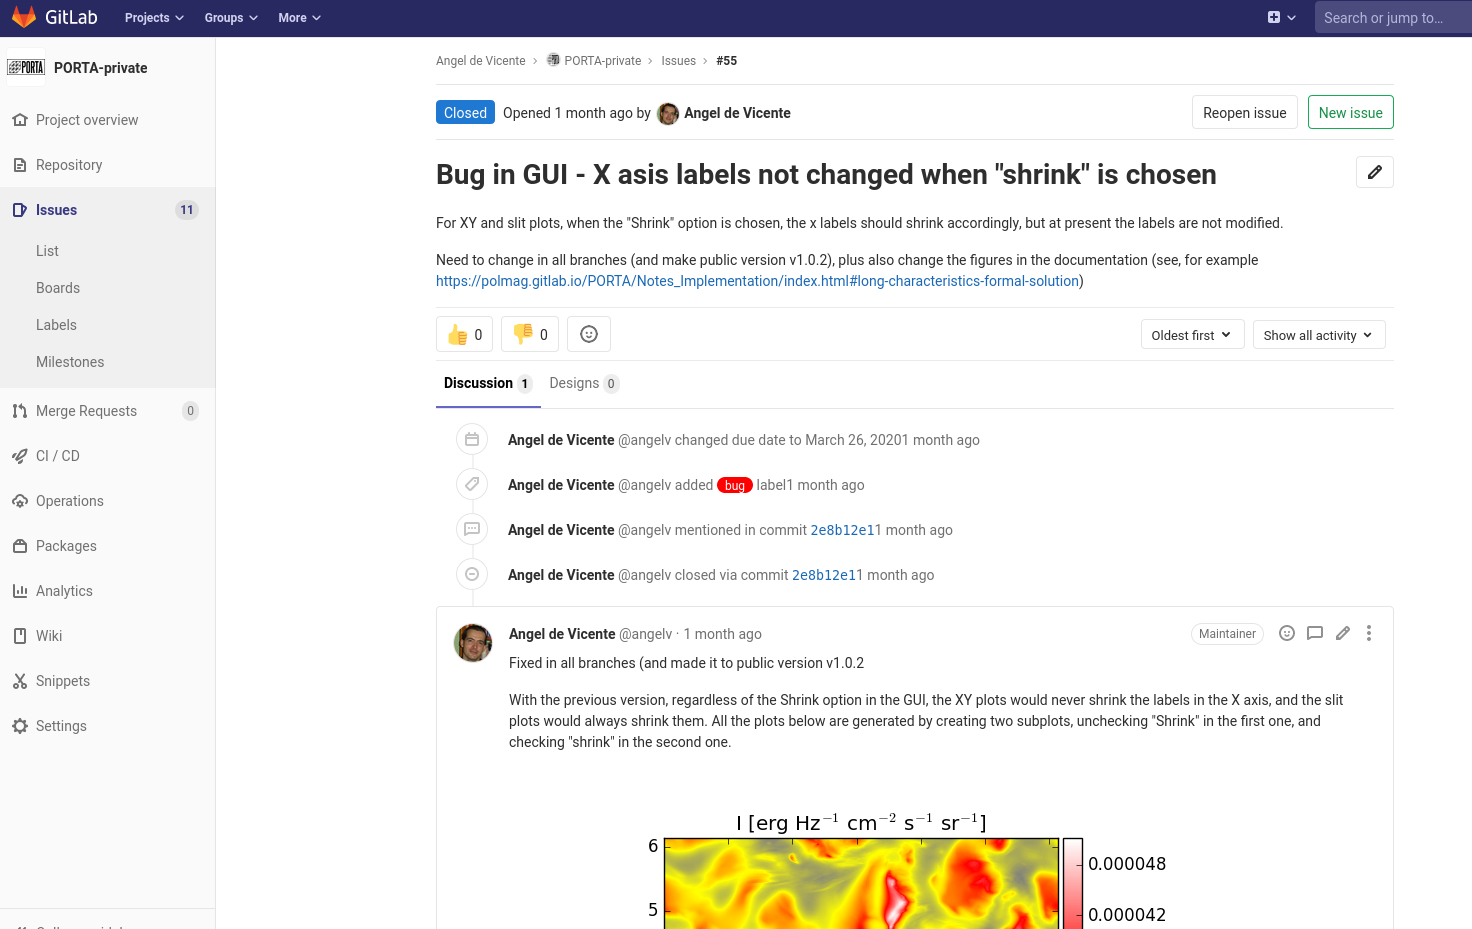 GitLab Projects Groups More Search or jump to…
PORTA PORTA-private
Project overview
Repository
Issues 11
List
Boards
Labels
Milestones
Merge Requests 0
CI / CD
Operations
Packages
Analytics
Wiki
Snippets
Settings
Angel de Vicente > PORTA-private > Issues > #55
Closed Opened 1 month ago by Angel de Vicente Reopen issue New issue
Bug in GUI - X asis labels not changed when "shrink" is chosen
For XY and slit plots, when the "Shrink" option is chosen, the x labels should shrink accordingly, but at present the labels are not modified.
Need to change in all branches (and make public version v1.0.2), plus also change the figures in the documentation (see, for example
https://polmag.gitlab.io/PORTA/Notes_Implementation/index.html#long-characteristics-formal-solution)
0 0 Oldest first Show all activity
Discussion 1 Designs 0
Angel de Vicente @angelv changed due date to March 26, 20201 month ago
Angel de Vicente @angelv added bug label1 month ago
Angel de Vicente @angelv mentioned in commit 2e8b12e11 month ago
Angel de Vicente @angelv closed via commit 2e8b12e11 month ago
Angel de Vicente @angelv · 1 month ago Maintainer
Fixed in all branches (and made it to public version v1.0.2
With the previous version, regardless of the Shrink option in the GUI, the XY plots would never shrink the labels in the X axis, and the slit
plots would always shrink them. All the plots below are generated by creating two subplots, unchecking "Shrink" in the first one, and
checking "shrink" in the second one.
I [erg Hz⁻¹ cm⁻² s⁻¹ sr⁻¹]
6
0.000048
5
0.000042